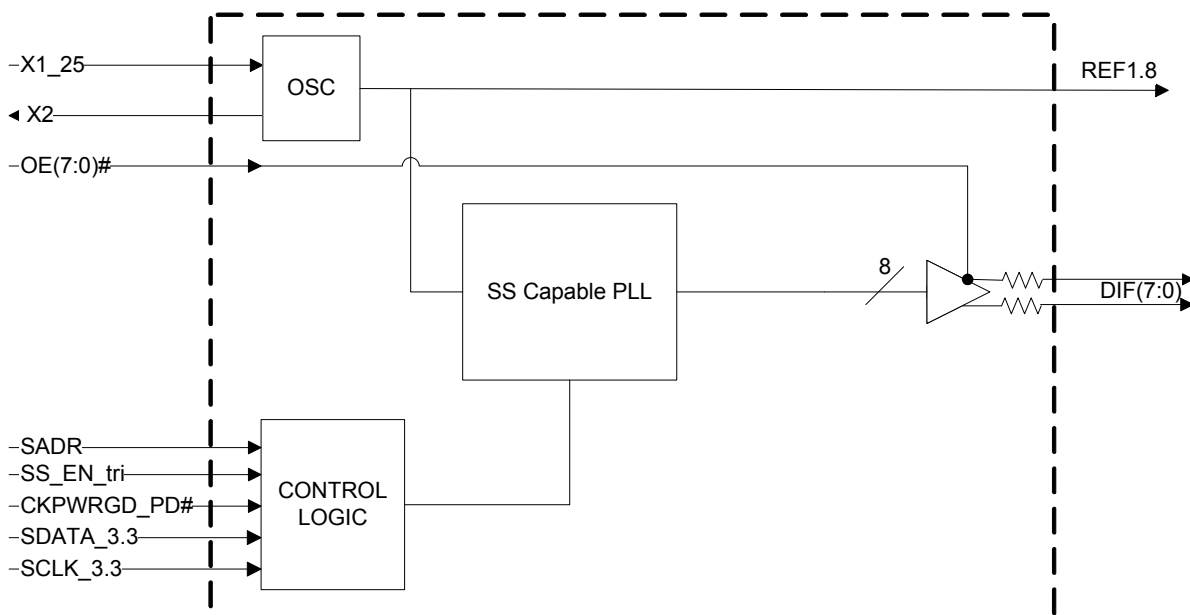 X1_25
OSC
REF1.8
X2
OE(7:0)#
8
SS Capable PLL
DIF(7:0)
SADR
SS_EN_tri
CKPWRGD_PD#
SDATA_3.3
SCLK_3.3
CONTROL
LOGIC